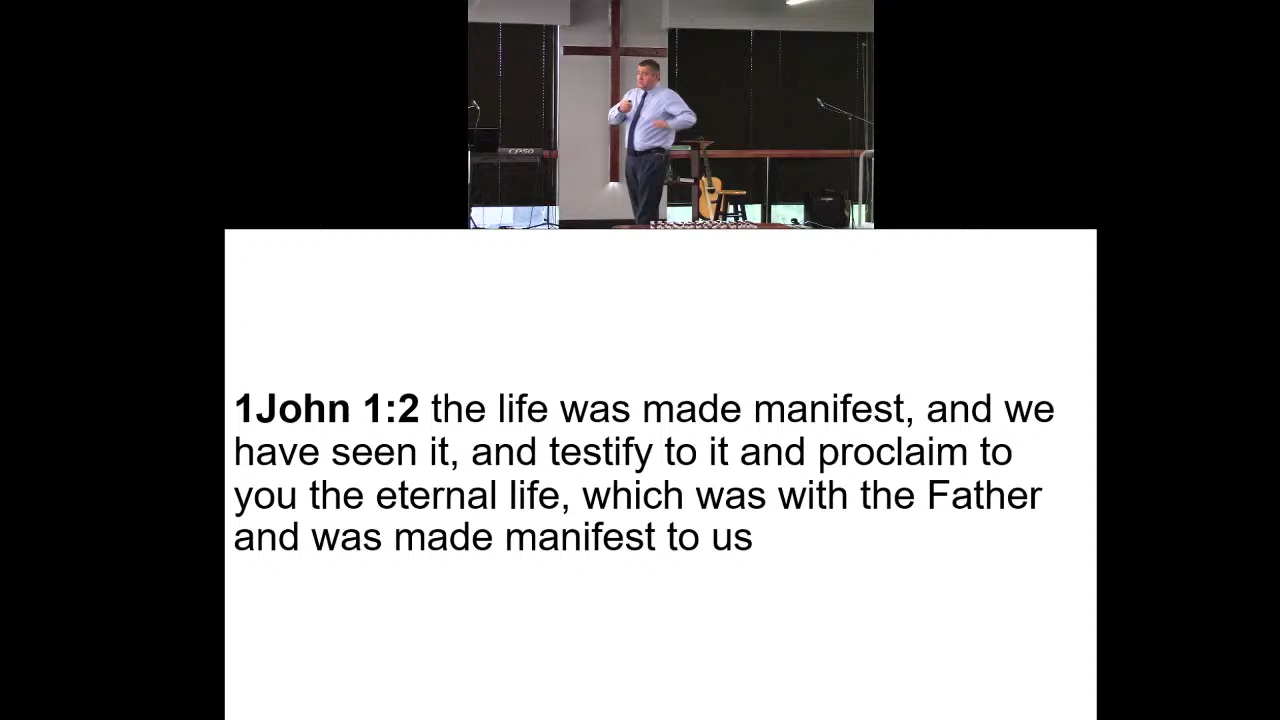 CP50
1John 1:2 the life was made manifest, and we
have seen it, and testify to it and proclaim to
you the eternal life, which was with the Father
and was made manifest to us